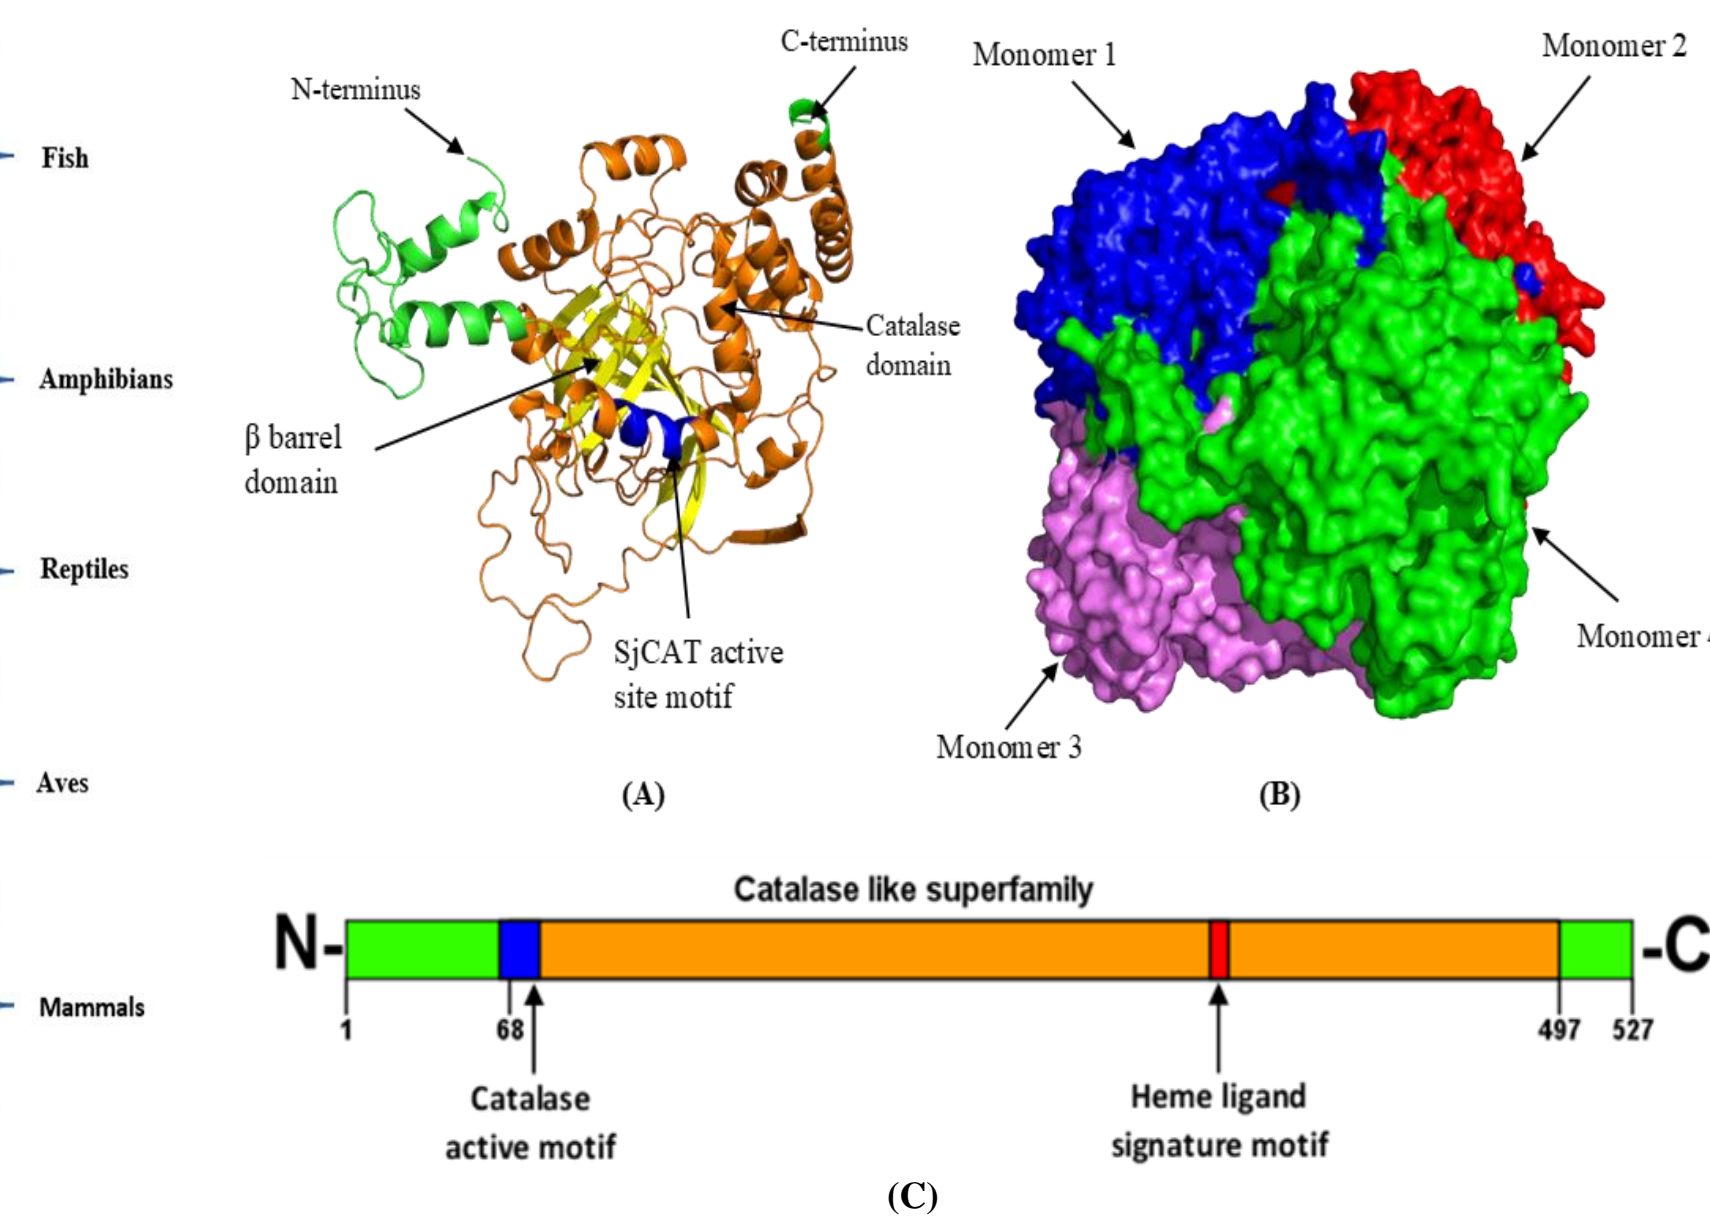 Fish
Amphibians
Reptiles
Aves
Mammals
N-terminus
C-terminus
β barrel
domain
Catalase
domain
SjCAT active
site motif
(A)
Monomer 1
Monomer 2
Monomer 3
Monomer
(B)
Catalase like superfamily
N-
-C
1
68
497
527
Catalase
active motif
Heme ligand
signature motif
(C)